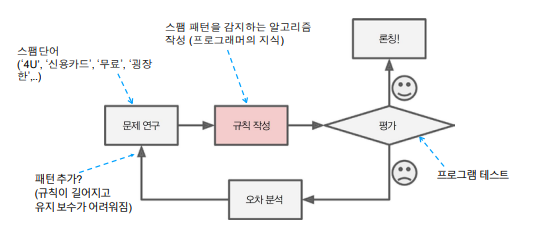 스팸단어
('4U', '신용카드', '무료', '굉장
한',..)
스팸 패턴을 감지하는 알고리즘
작성 (프로그래머의 지식)
론칭!
문제 연구
규칙 작성
평가
프로그램 테스트
패턴 추가?
(규칙이 길어지고
유지 보수가 어려워짐)
오차 분석